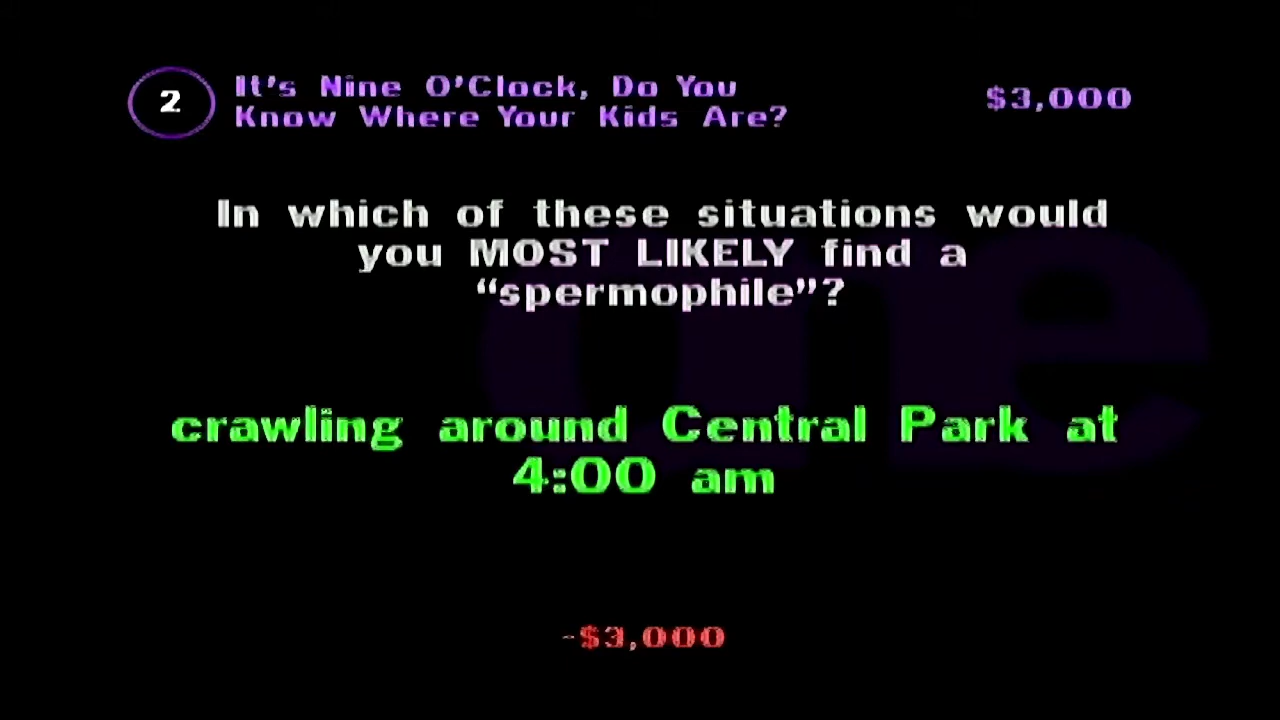 2
It's Nine O'Clock, Do You
Know Where Your Kids Are?
$3,000
In which of these situations would
you MOST LIKELY find a
“spermophile”?
crawling around Central Park at
4:00 am
-$3,000
ne